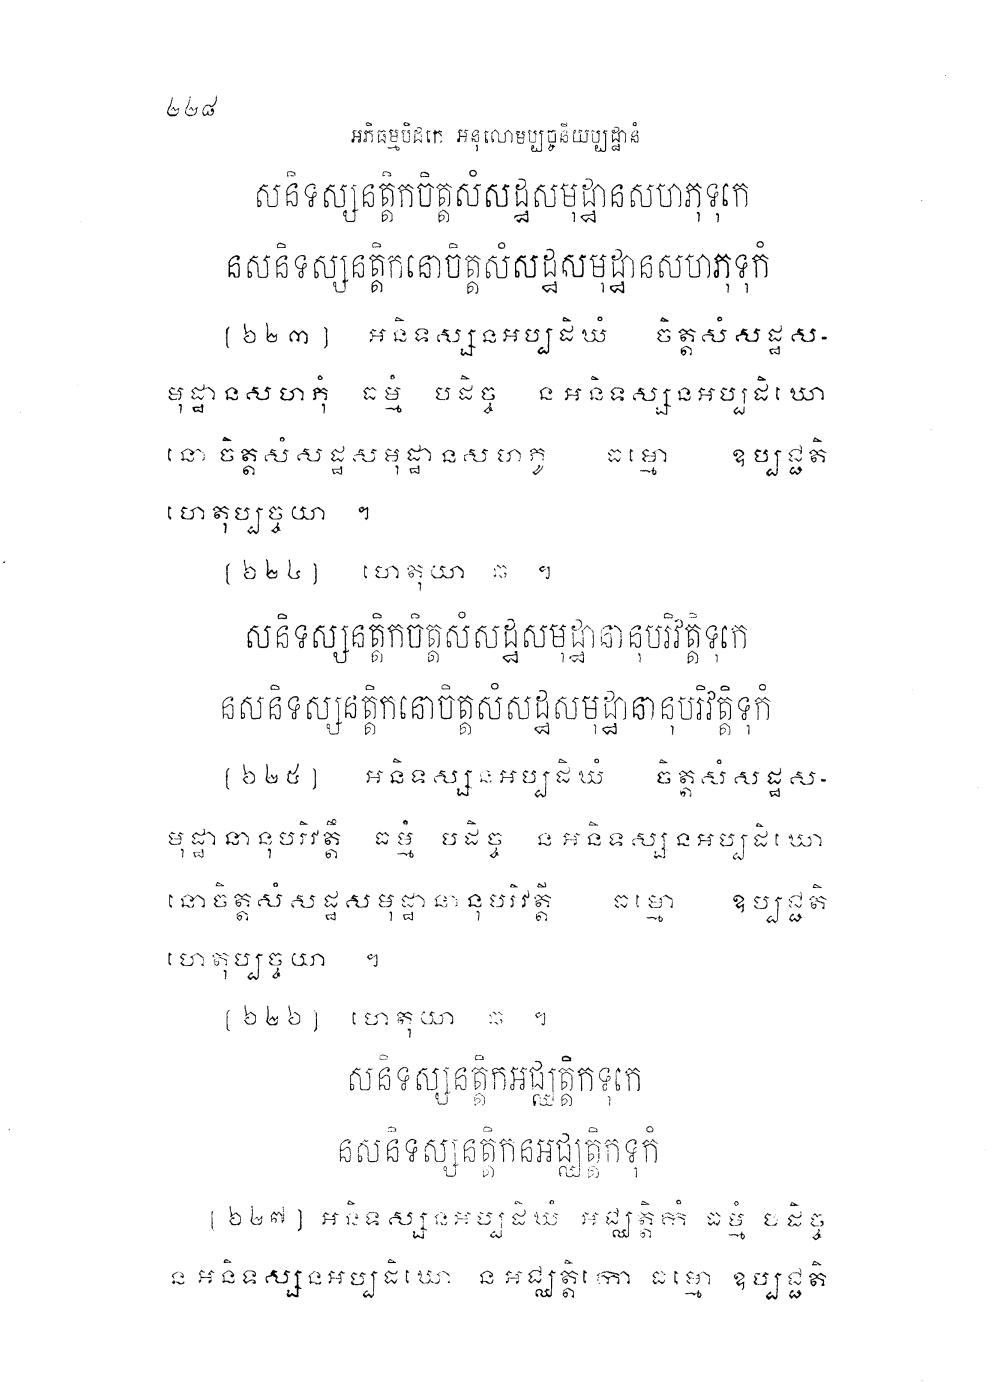 ២២៨
អភិធម្មបិដកេ អនុលោមប្បច្ចនីយប្បដ្ឋានំ
សនិទស្សនត្តិកចិត្តសំសដ្ឋសមុដ្ឋានសហភុទុកេ
នសនិទស្សនត្តិកនោចិត្តសំសដ្ឋសមុដ្ឋានសហភុទុកំ
[៦២៣] អនិទស្សនអប្បដិឃំ ចិត្តសំសដ្ឋស-
មុដ្ឋានសហភុំ ធម្មំ បដិច្ច នអនិទស្សនអប្បដិឃោ
នោចិត្តសំសដ្ឋសមុដ្ឋានសហភូ ធម្មោ ឧប្បជ្ជតិ
ហេតុប្បច្ចយា ។
[៦២៤] ហេតុយា ៣ ។
សនិទស្សនត្តិកចិត្តសំសដ្ឋសមុដ្ឋានានុបរិវត្តិទុកេ
នសនិទស្សនត្តិកនោចិត្តសំសដ្ឋសមុដ្ឋានានុបរិវត្តិទុកំ
[៦២៥] អនិទស្សនអប្បដិឃំ ចិត្តសំសដ្ឋស-
មុដ្ឋានានុបរិវត្តឹ ធម្មំ បដិច្ច នអនិទស្សនអប្បដិឃោ
នោចិត្តសំសដ្ឋសមុដ្ឋានានុបរិវត្តី ធម្មោ ឧប្បជ្ជតិ
ហេតុប្បច្ចយា ។
[៦២៦] ហេតុយា ៣ ។
សនិទស្សនត្តិកអជ្ឈត្តិកទុកេ
នសនិទស្សនត្តិកនអជ្ឈត្តិកទុកំ
[៦២៧] អនិទស្សនអប្បដិឃំ អជ្ឈត្តិកំ ធម្មំ បដិច្ច
នអនិទស្សនអប្បដិឃោ នអជ្ឈត្តិកោ ធម្មោ ឧប្បជ្ជតិ